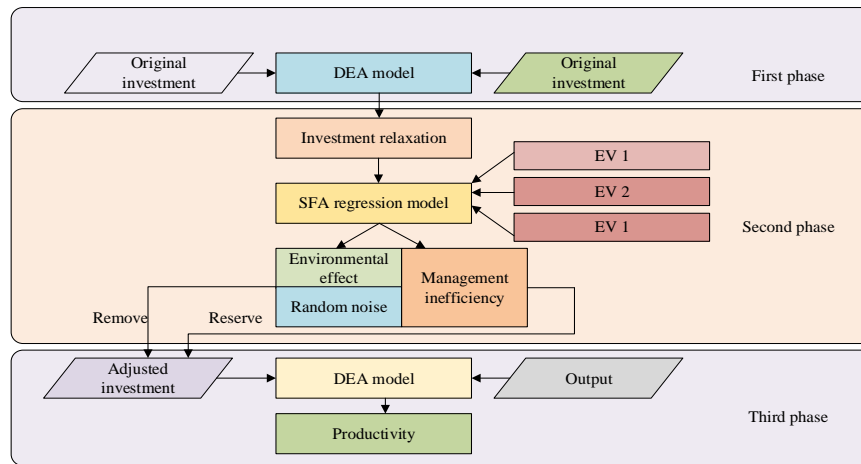 Original
investment
DEA model
Original
investment
First phase
Investment relaxation
EV 1
SFA regression model
EV 2
EV 1
Second phase
Environmental
effect
Management
inefficiency
Random noise
Remove
Reserve
Adjusted
investment
DEA model
Output
Third phase
Productivity